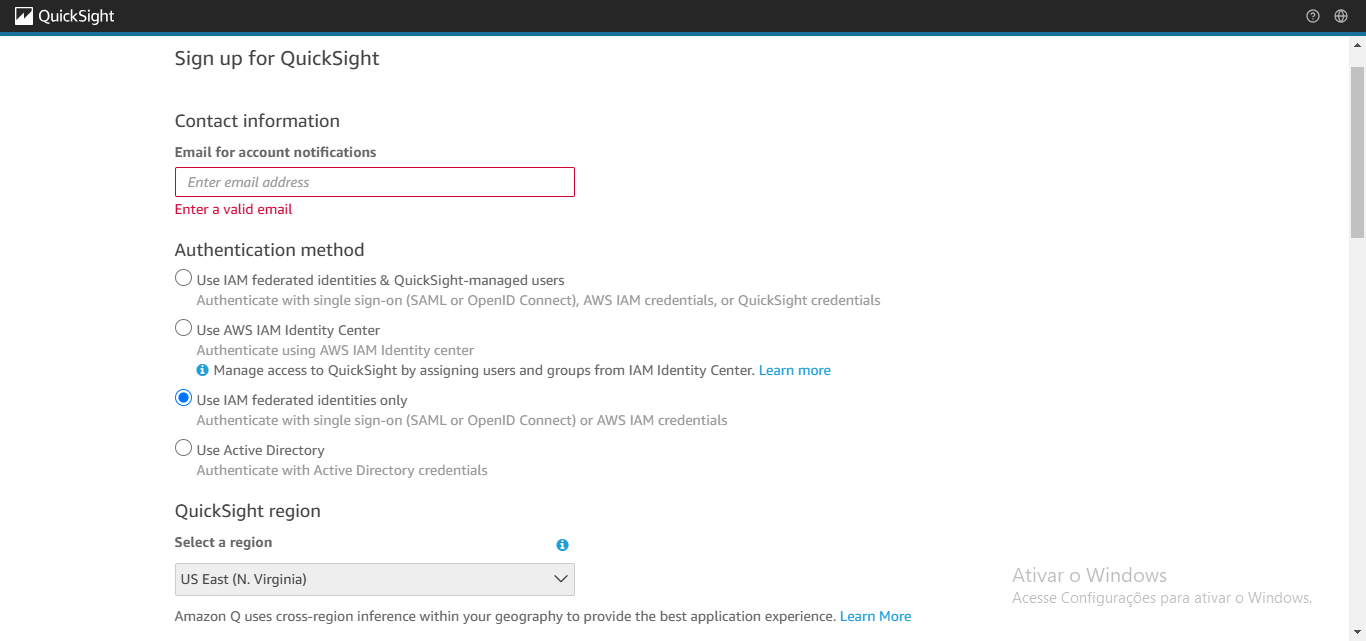 QuickSight
Sign up for QuickSight
Contact information
Email for account notifications
Enter email address
Enter a valid email
Authentication method
Use IAM federated identities & QuickSight-managed users
Authenticate with single sign-on (SAML or OpenID Connect), AWS IAM credentials, or QuickSight credentials
Use AWS IAM Identity Center
Authenticate using AWS IAM Identity center
Manage access to QuickSight by assigning users and groups from IAM Identity Center. Learn more
Use IAM federated identities only
Authenticate with single sign-on (SAML or OpenID Connect) or AWS IAM credentials
Use Active Directory
Authenticate with Active Directory credentials
QuickSight region
Select a region
US East (N. Virginia)
Amazon Q uses cross-region inference within your geography to provide the best application experience. Learn More
Ativar o Windows
Acesse Configurações para ativar o Windows.